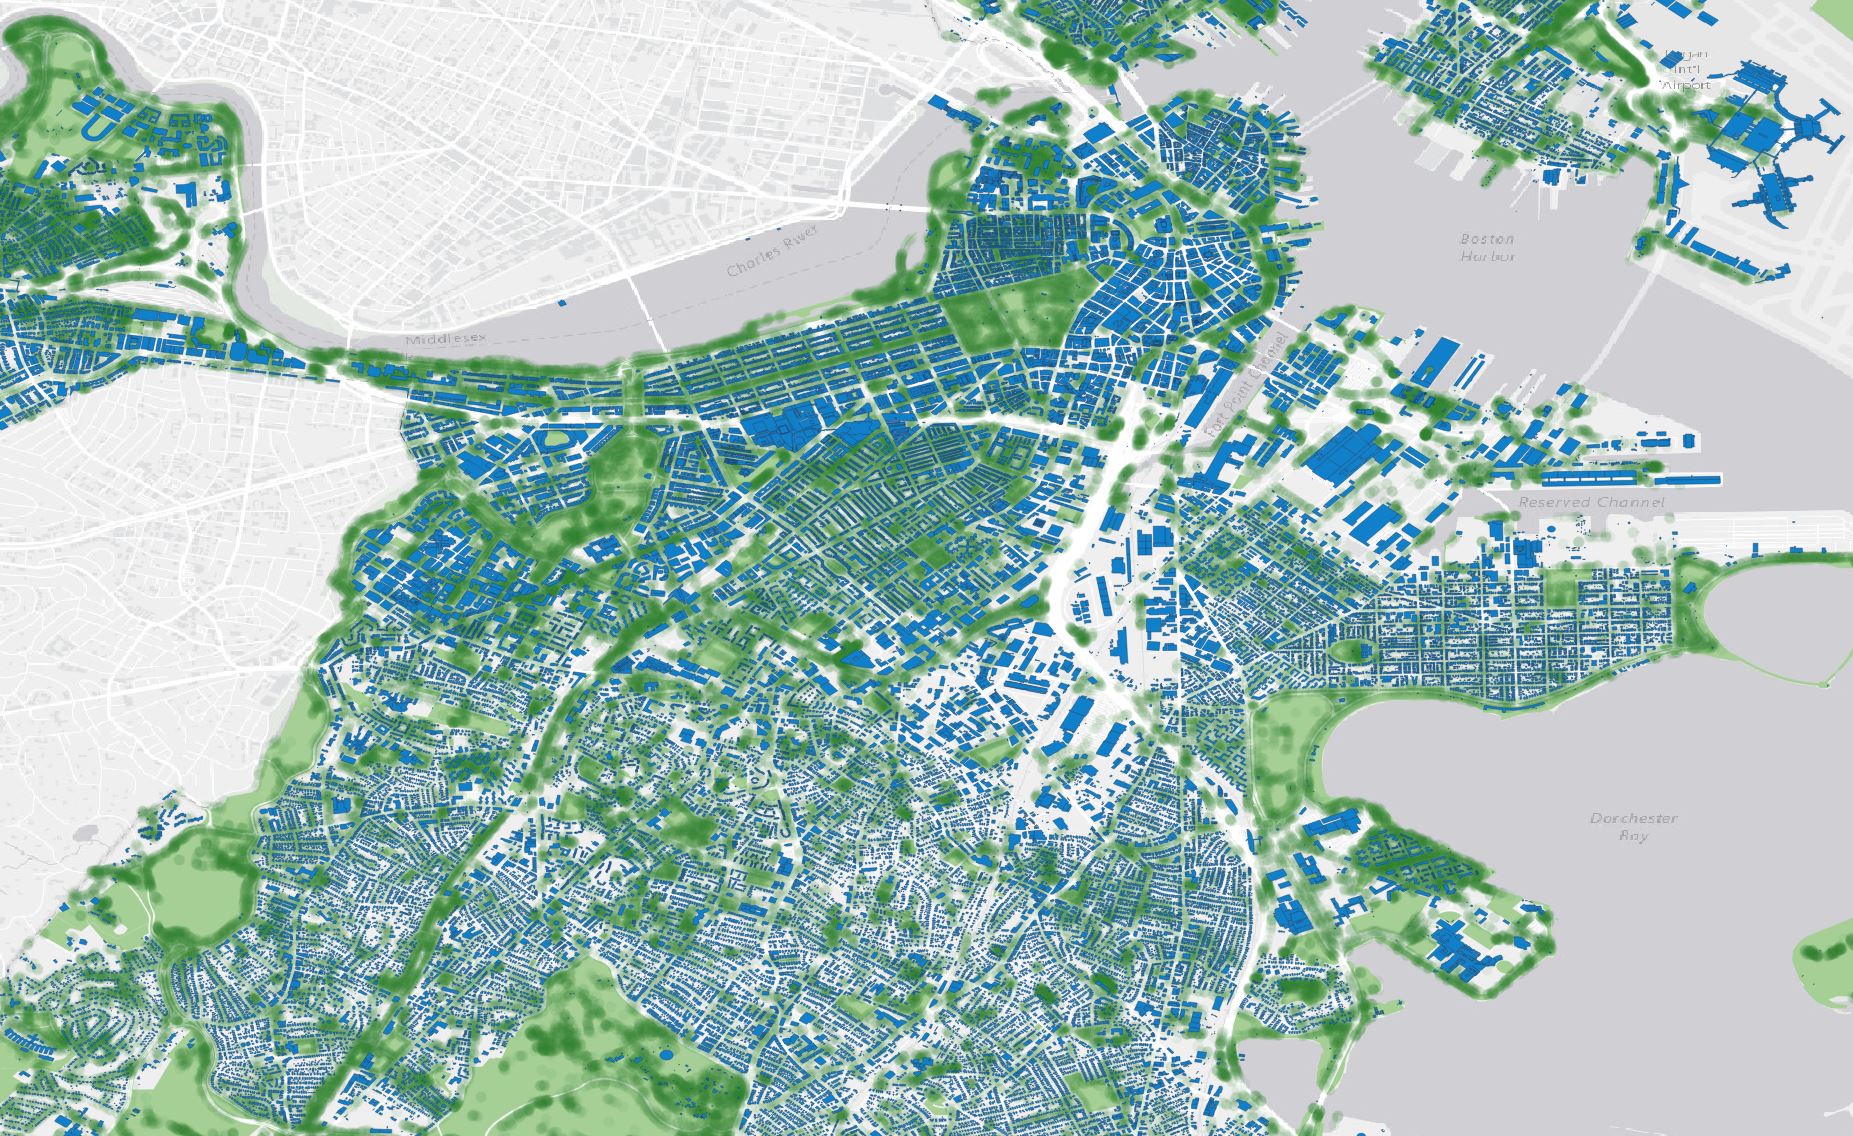 Logan
Int'l
Airport
Charles River
Boston
Harbor
Middlesex
Fort Point Channel
Reserved Channel
Dorchester
Bay